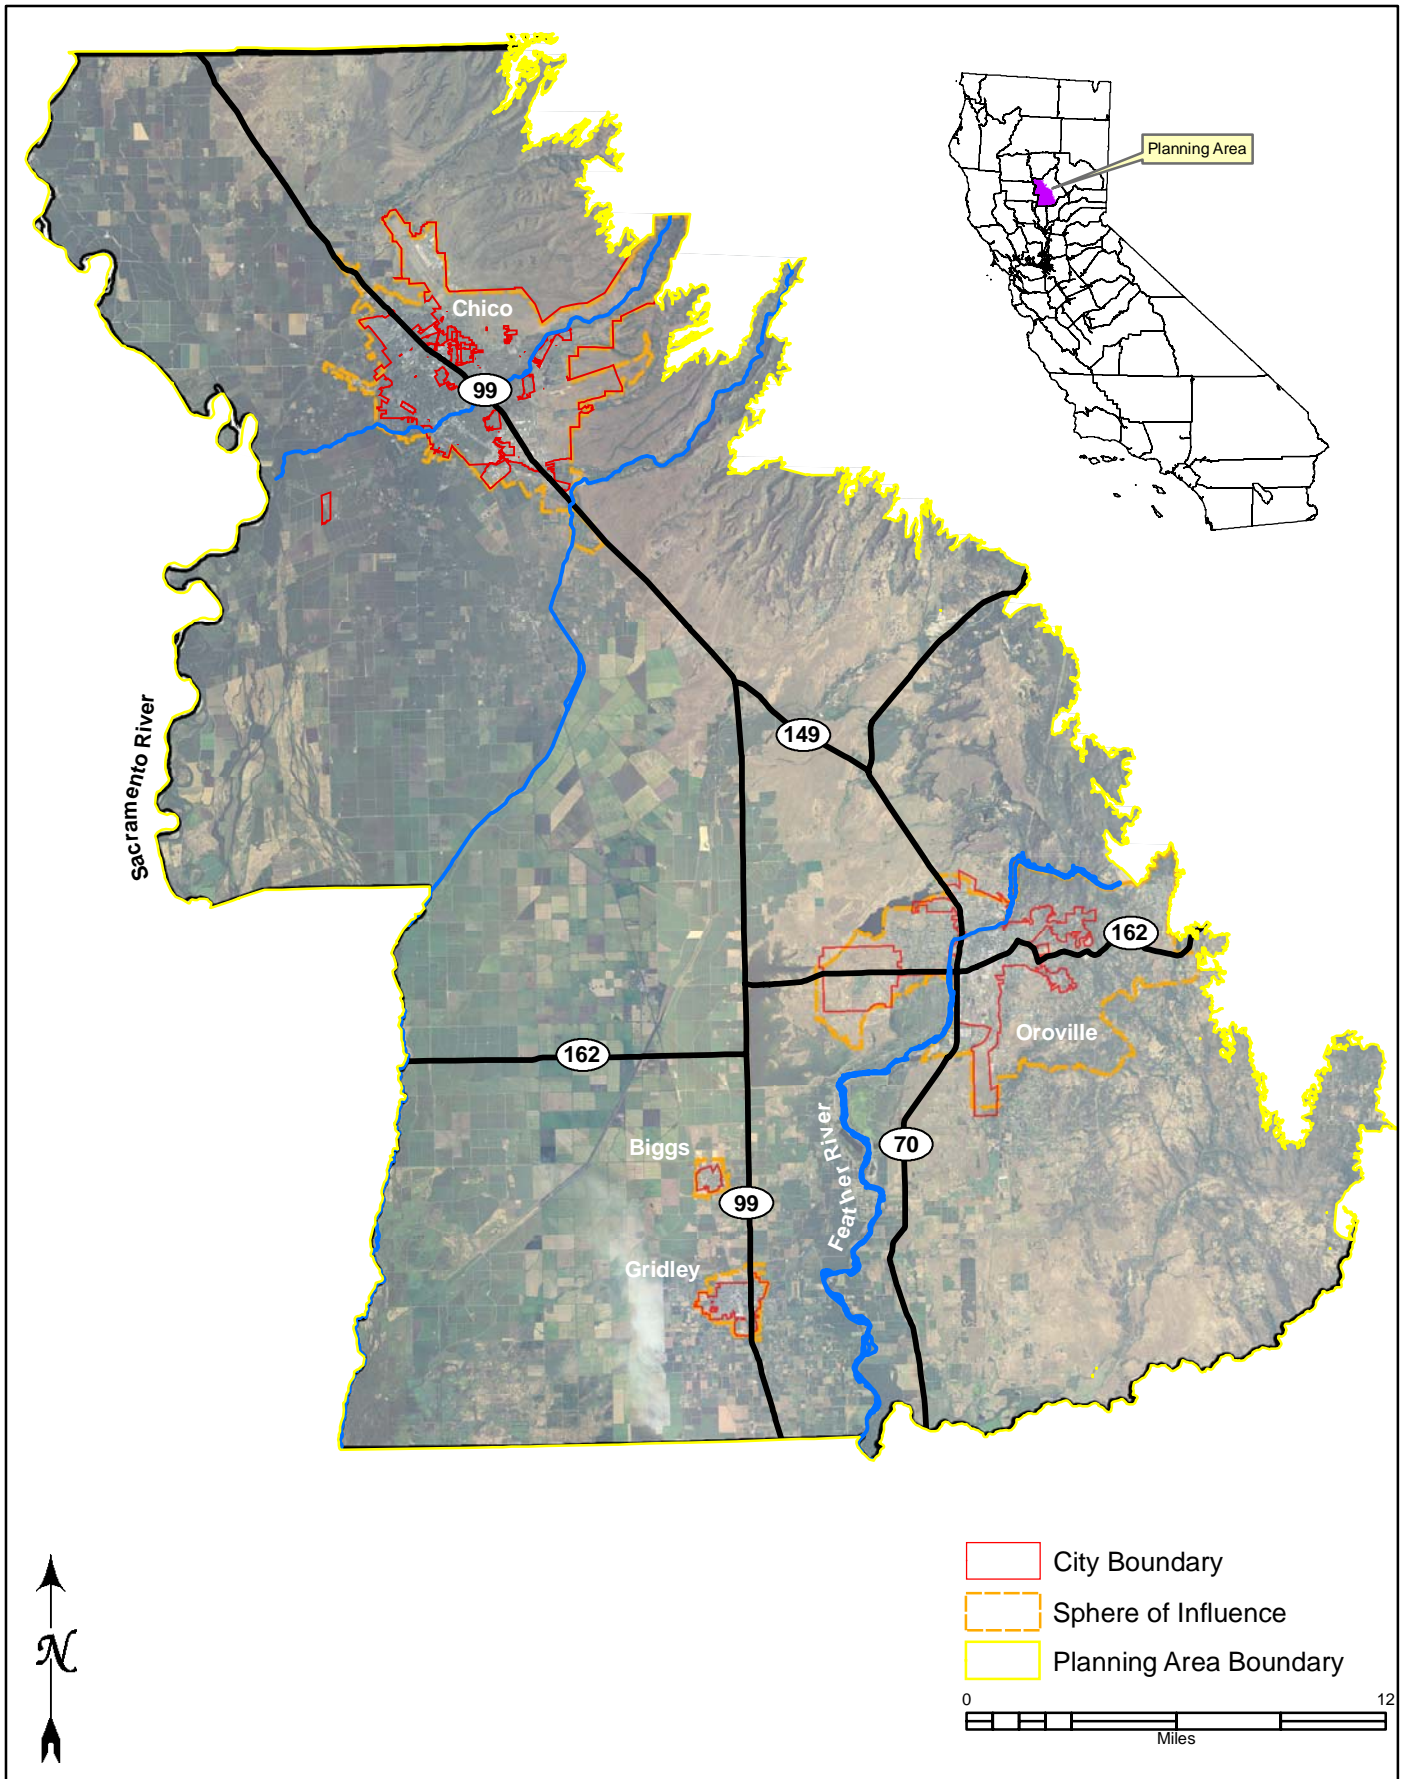 Planning Area
Chico
99
149
Sacramento River
162
Oroville
162
Biggs
Feather River
70
99
Gridley
N
City Boundary
Sphere of Influence
Planning Area Boundary
0 12
Miles